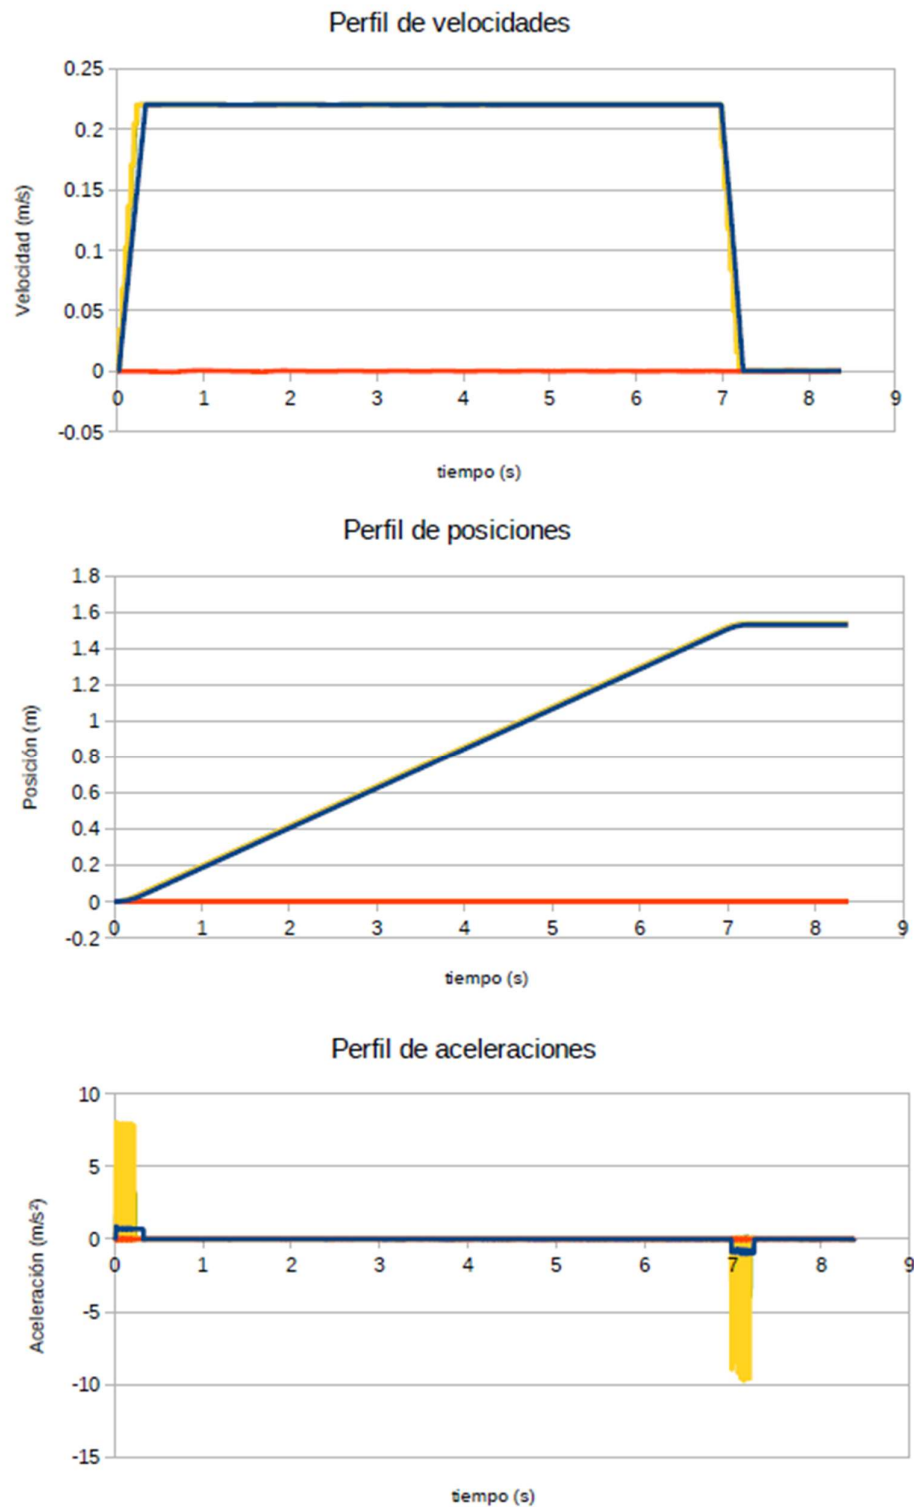 Perfil de velocidades
Velocidad (m/s)
0.25
0.2
0.15
0.1
0.05
0
-0.05
0 1 2 3 4 5 6 7 8 9
tiempo (s)
Perfil de posiciones
Posición (m)
1.8
1.6
1.4
1.2
1
0.8
0.6
0.4
0.2
0
-0.2
0 1 2 3 4 5 6 7 8 9
tiempo (s)
Perfil de aceleraciones
Aceleración (m/s²)
10
5
0
-5
-10
-15
0 1 2 3 4 5 6 7 8 9
tiempo (s)